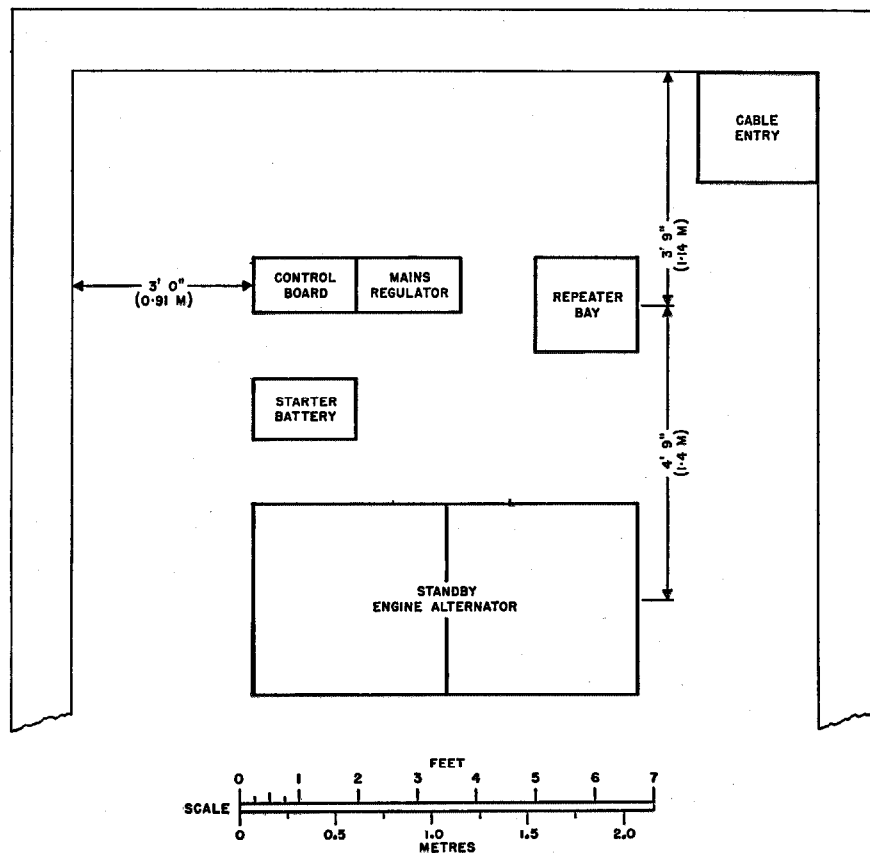 CABLE
ENTRY
3' 9"
(1·14 M)
3' 0"
(0·91 M)
CONTROL
BOARD
MAINS
REGULATOR
REPEATER
BAY
STARTER
BATTERY
4' 9"
(1·4 M)
STANDBY
ENGINE ALTERNATOR
FEET
0 1 2 3 4 5 6 7
SCALE
0 0.5 1.0 1.5 2.0
METRES